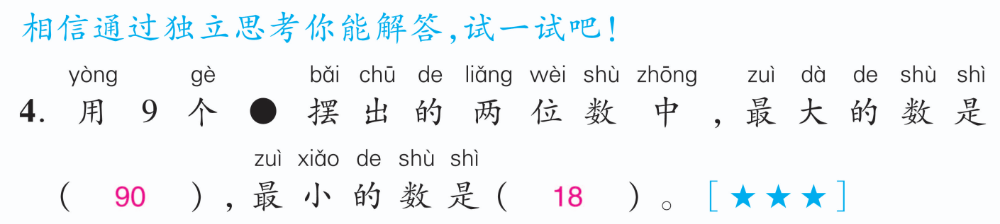 相信通过独立思考你能解答,试一试吧!
yòng gè bǎi chū de liǎng wèi shù zhōng zuì dà de shù shì
4. 用 9 个 ● 摆 出 的 两 位 数 中 , 最 大 的 数 是
zuì xiǎo de shù shì
( 90 ) , 最 小 的 数 是 ( 18 ) 。 [ ★ ★ ★ ]